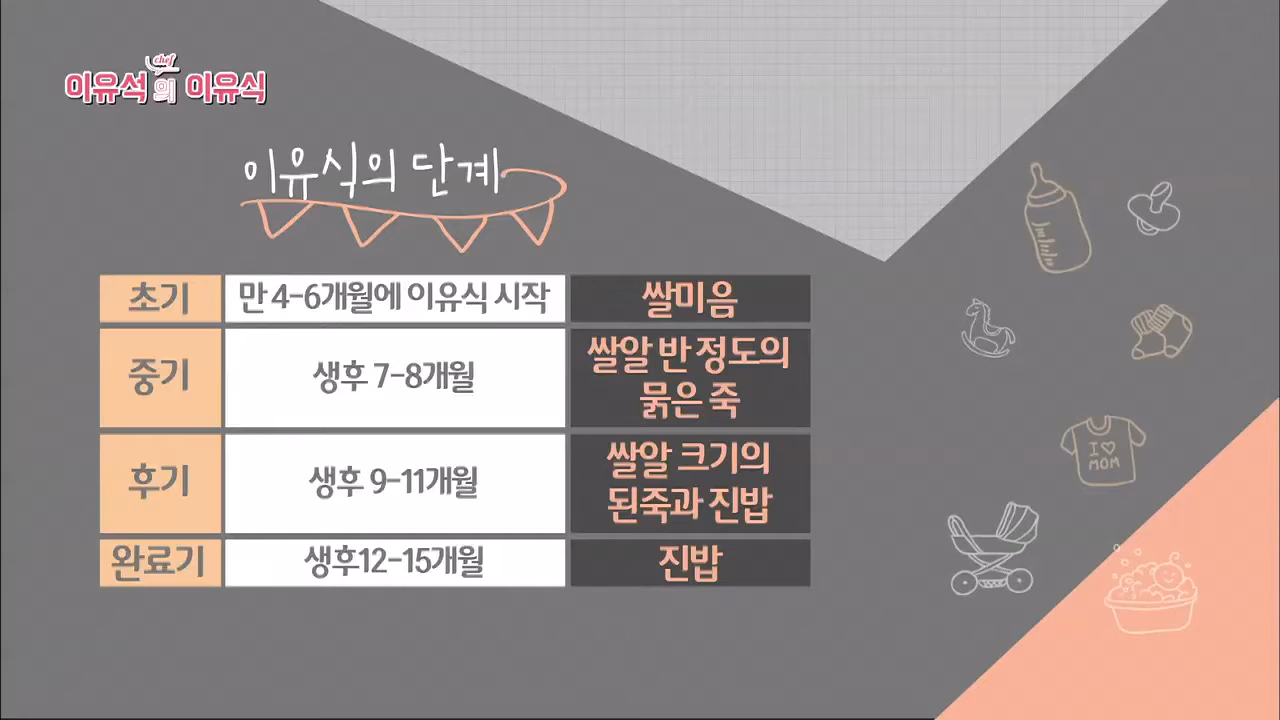 chef
이유석의 이유식
이유식의 단계
초기
만 4-6개월에 이유식 시작
쌀미음
중기
생후 7-8개월
쌀알 반 정도의
묽은 죽
후기
생후 9-11개월
쌀알 크기의
된죽과 진밥
완료기
생후12-15개월
진밥
I♡
MOM